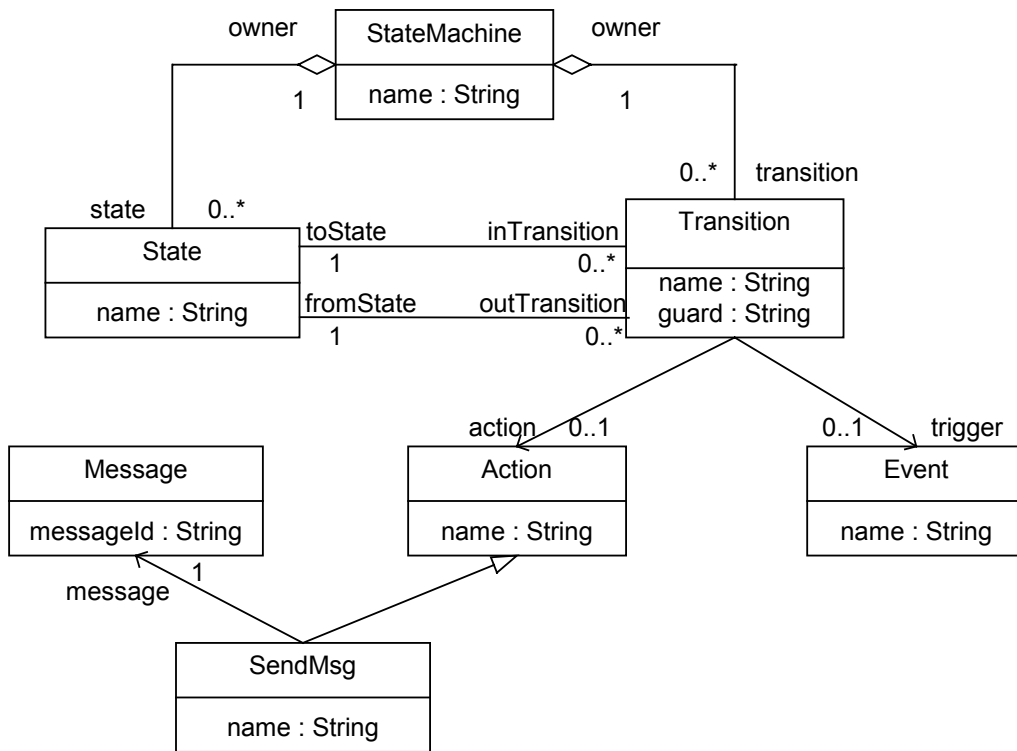 owner
StateMachine
owner
name : String
1
1
0..*
transition
state
0..*
State
name : String
toState
1
inTransition
0..*
fromState
1
outTransition
0..*
Transition
name : String
guard : String
action
0..1
0..1
trigger
Message
messageId : String
Action
name : String
Event
name : String
message
1
SendMsg
name : String